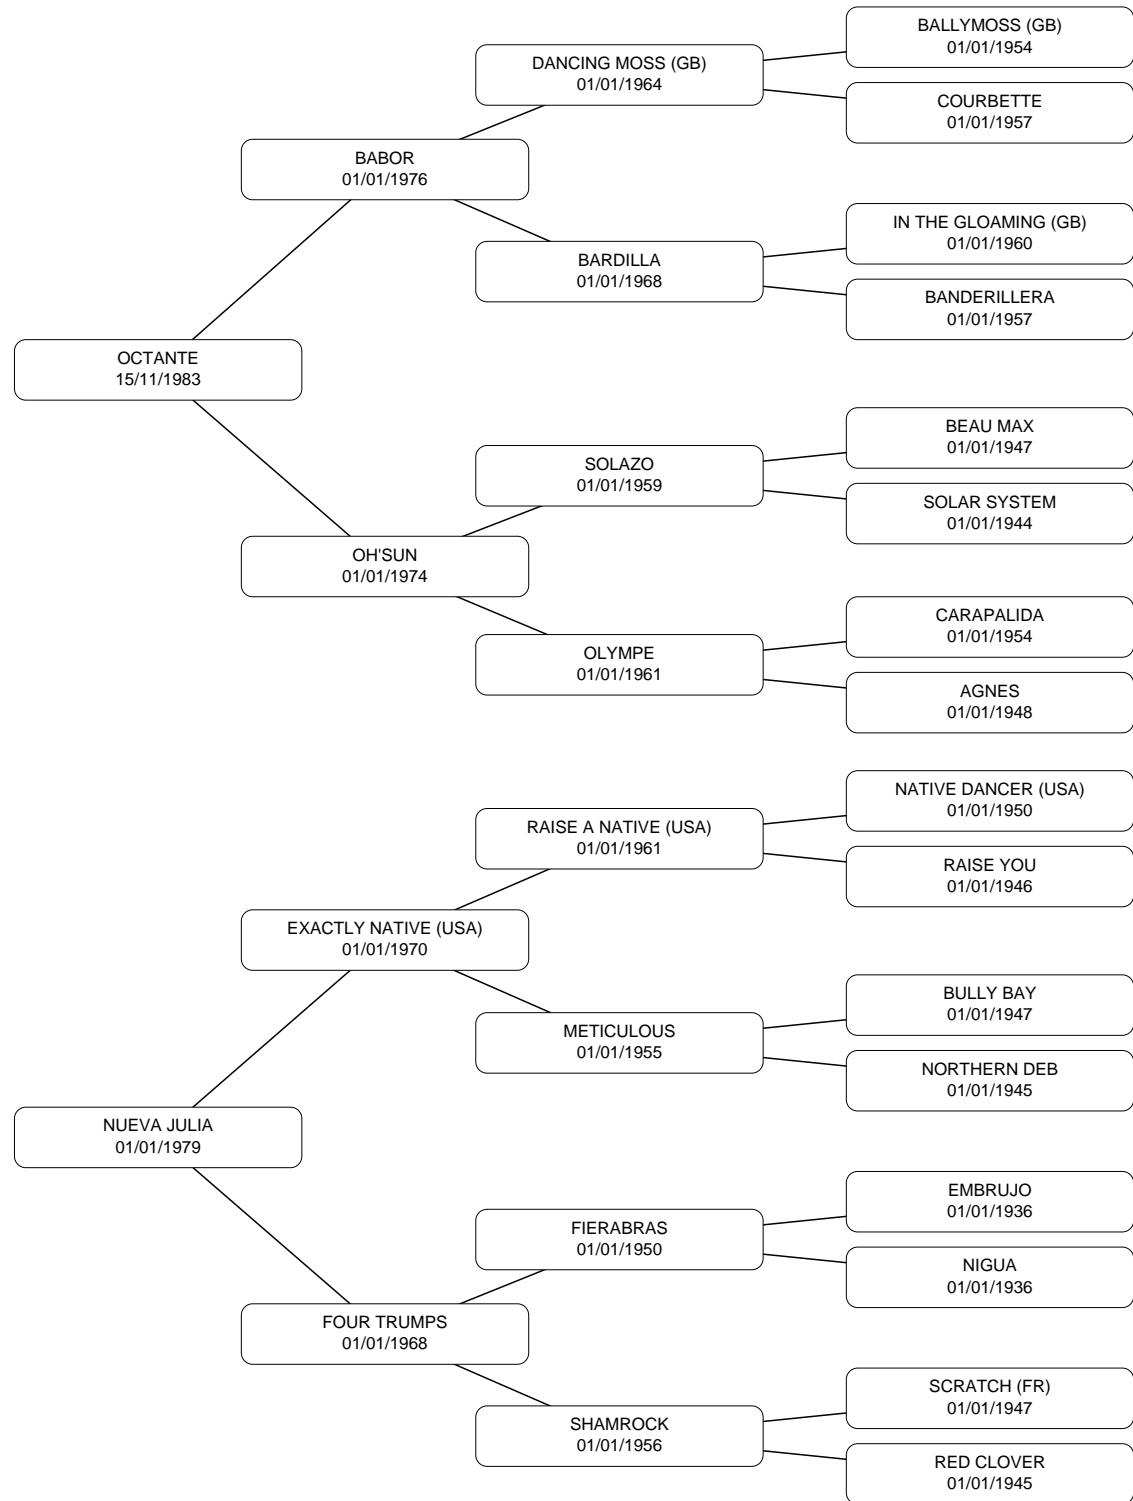 BALLYMOSS (GB)
01/01/1954
DANCING MOSS (GB)
01/01/1964
COURBETTE
01/01/1957
BABOR
01/01/1976
IN THE GLOAMING (GB)
01/01/1960
BARDILLA
01/01/1968
BANDERILLERA
01/01/1957
OCTANTE
15/11/1983
BEAU MAX
01/01/1947
SOLAZO
01/01/1959
SOLAR SYSTEM
01/01/1944
OH'SUN
01/01/1974
CARAPALIDA
01/01/1954
OLYMPE
01/01/1961
AGNES
01/01/1948
NATIVE DANCER (USA)
01/01/1950
RAISE A NATIVE (USA)
01/01/1961
RAISE YOU
01/01/1946
EXACTLY NATIVE (USA)
01/01/1970
BULLY BAY
01/01/1947
METICULOUS
01/01/1955
NORTHERN DEB
01/01/1945
NUEVA JULIA
01/01/1979
EMBRUJO
01/01/1936
FIERABRAS
01/01/1950
NIGUA
01/01/1936
FOUR TRUMPS
01/01/1968
SCRATCH (FR)
01/01/1947
SHAMROCK
01/01/1956
RED CLOVER
01/01/1945